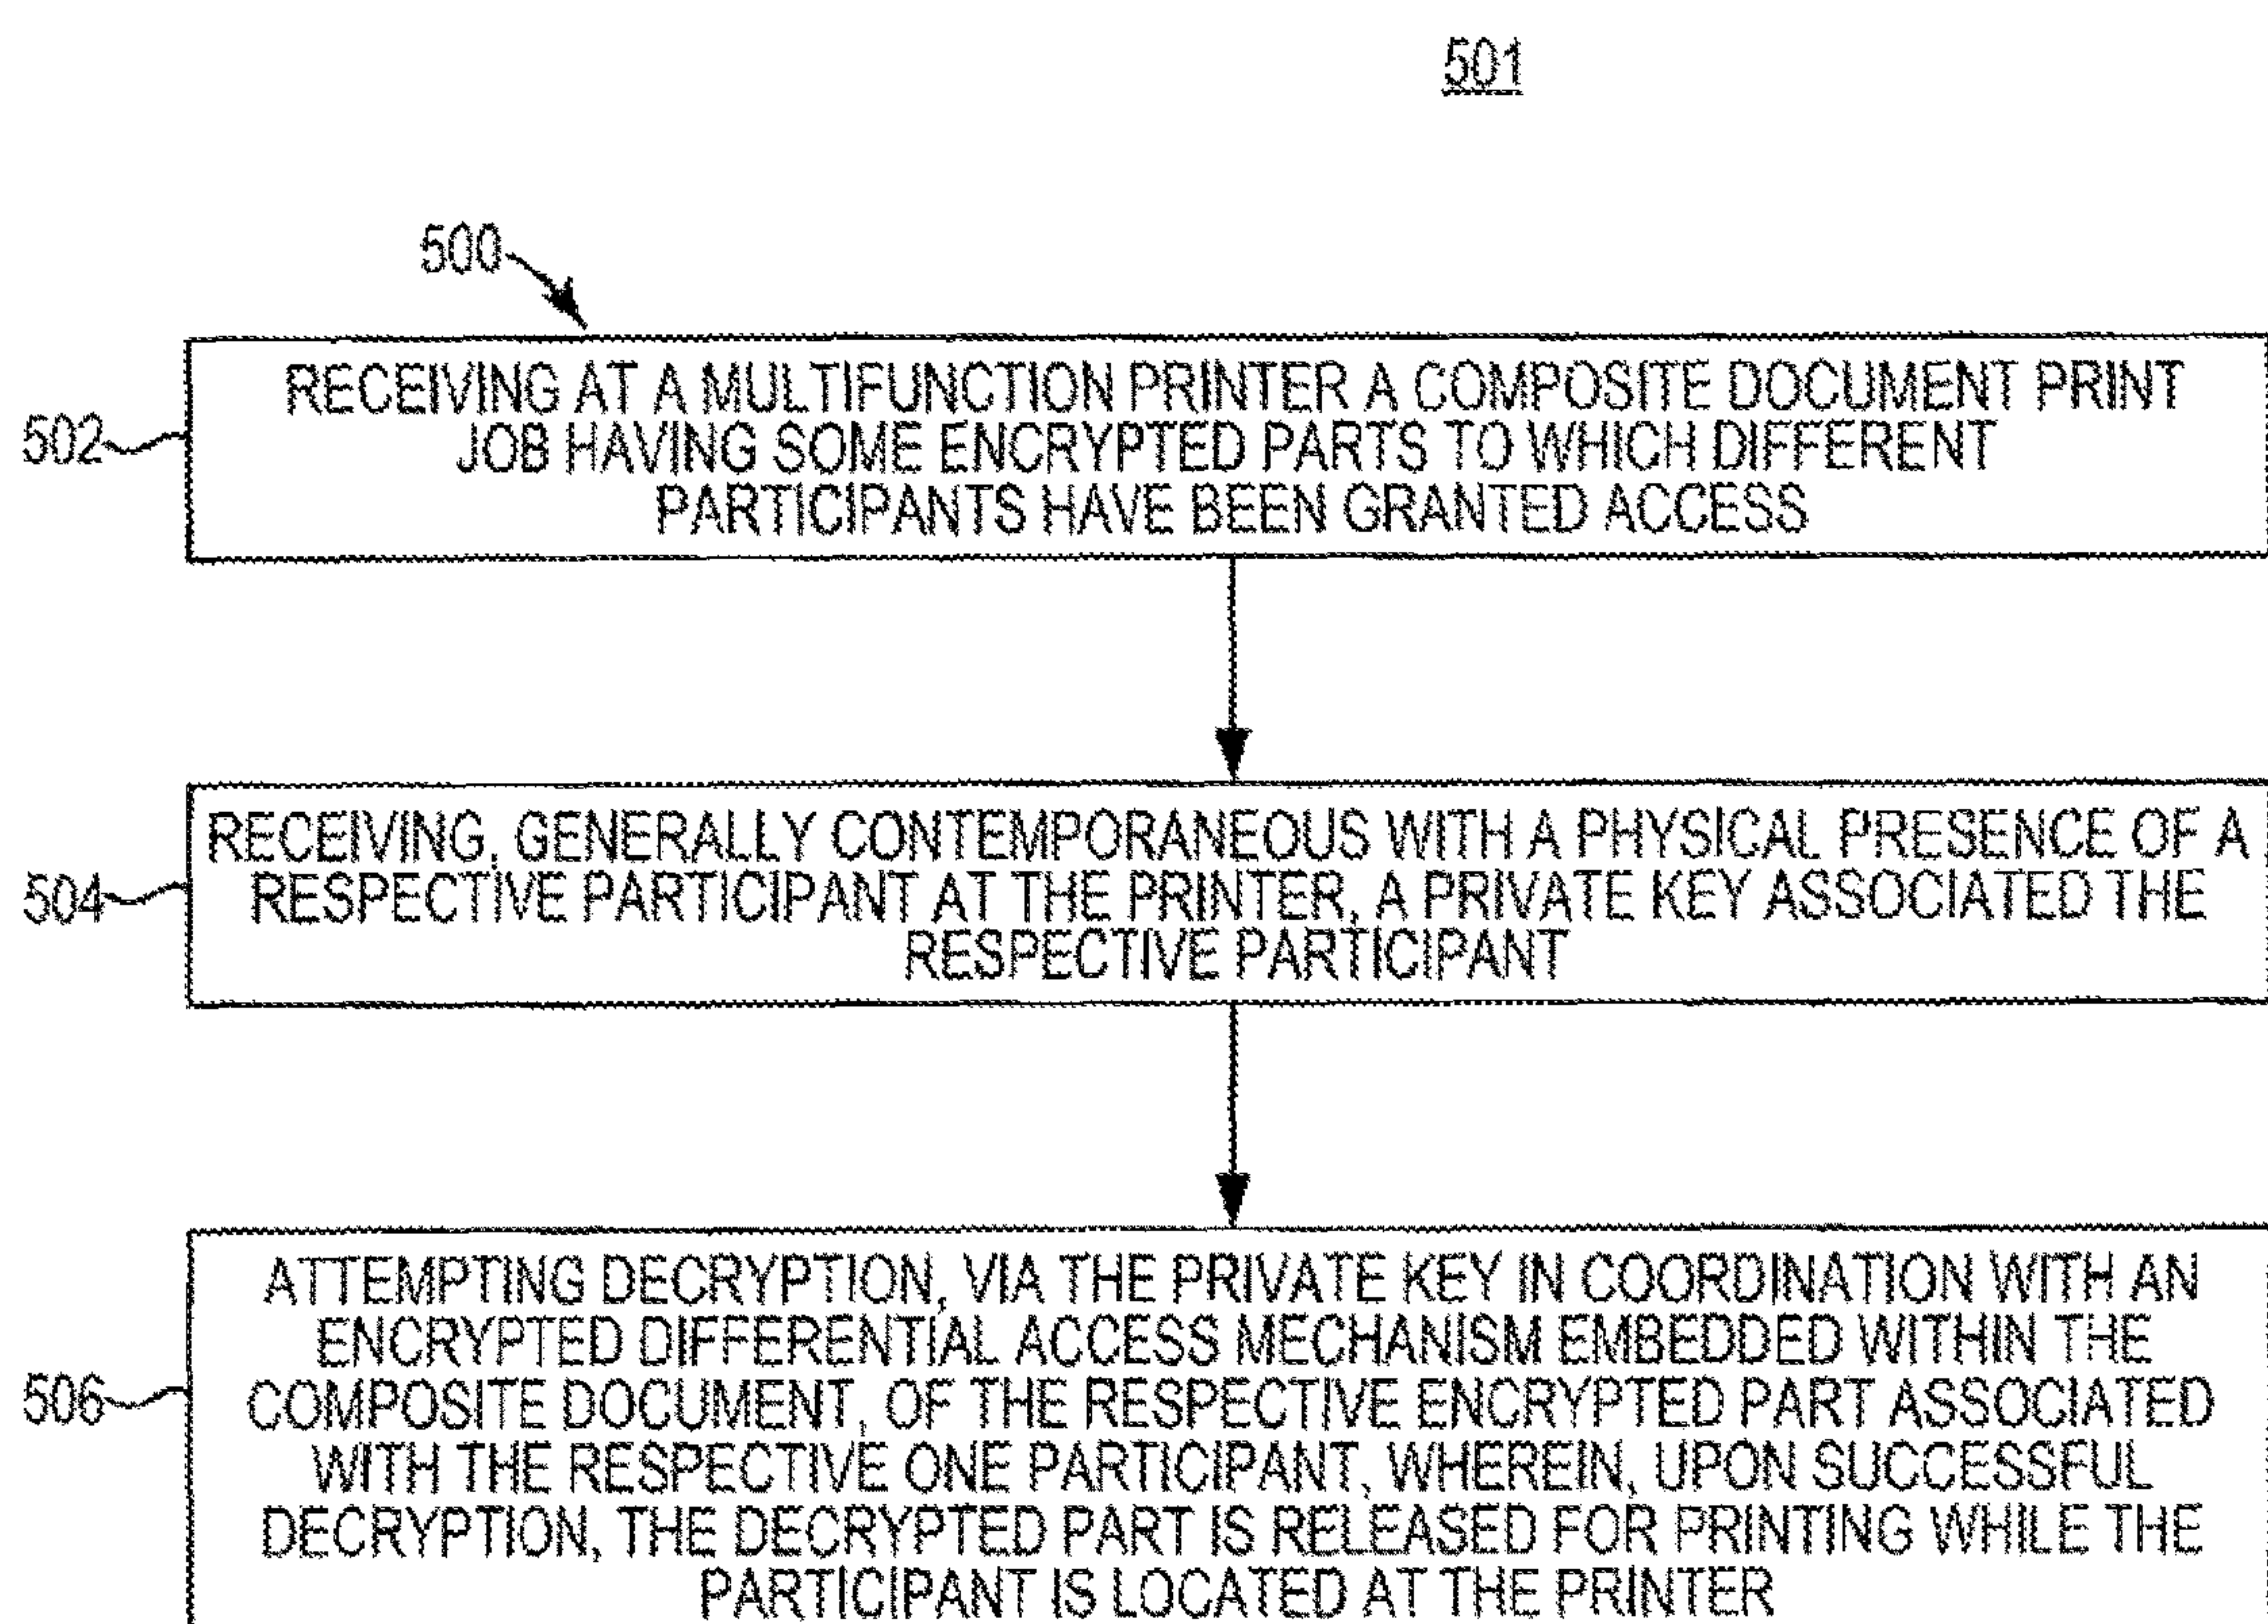 501
500
502
RECEIVING AT A MULTIFUNCTION PRINTER A COMPOSITE DOCUMENT PRINT
JOB HAVING SOME ENCRYPTED PARTS TO WHICH DIFFERENT
PARTICIPANTS HAVE BEEN GRANTED ACCESS
504
RECEIVING, GENERALLY CONTEMPORANEOUS WITH A PHYSICAL PRESENCE OF A
RESPECTIVE PARTICIPANT AT THE PRINTER, A PRIVATE KEY ASSOCIATED THE
RESPECTIVE PARTICIPANT
506
ATTEMPTING DECRYPTION, VIA THE PRIVATE KEY IN COORDINATION WITH AN
ENCRYPTED DIFFERENTIAL ACCESS MECHANISM EMBEDDED WITHIN THE
COMPOSITE DOCUMENT, OF THE RESPECTIVE ENCRYPTED PART ASSOCIATED
WITH THE RESPECTIVE ONE PARTICIPANT, WHEREIN, UPON SUCCESSFUL
DECRYPTION, THE DECRYPTED PART IS RELEASED FOR PRINTING WHILE THE
PARTICIPANT IS LOCATED AT THE PRINTER